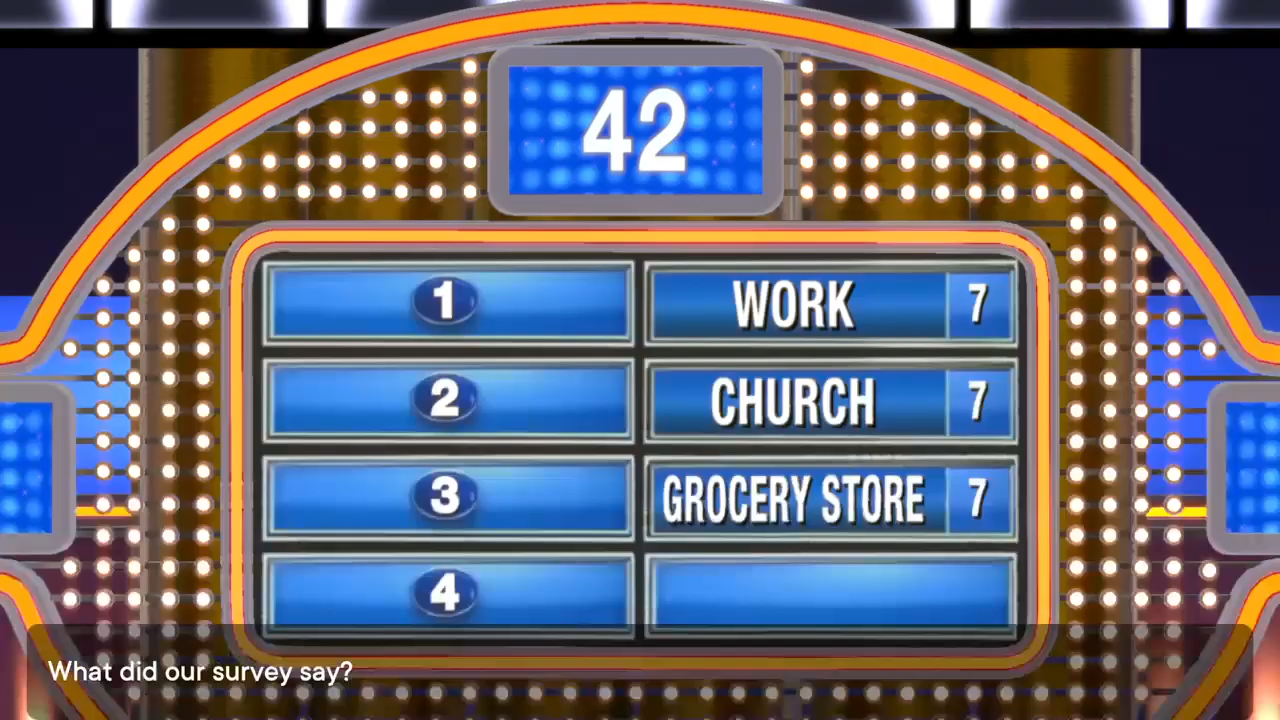 42
1
WORK 7
2
CHURCH 7
3
GROCERY STORE 7
4
What did our survey say?